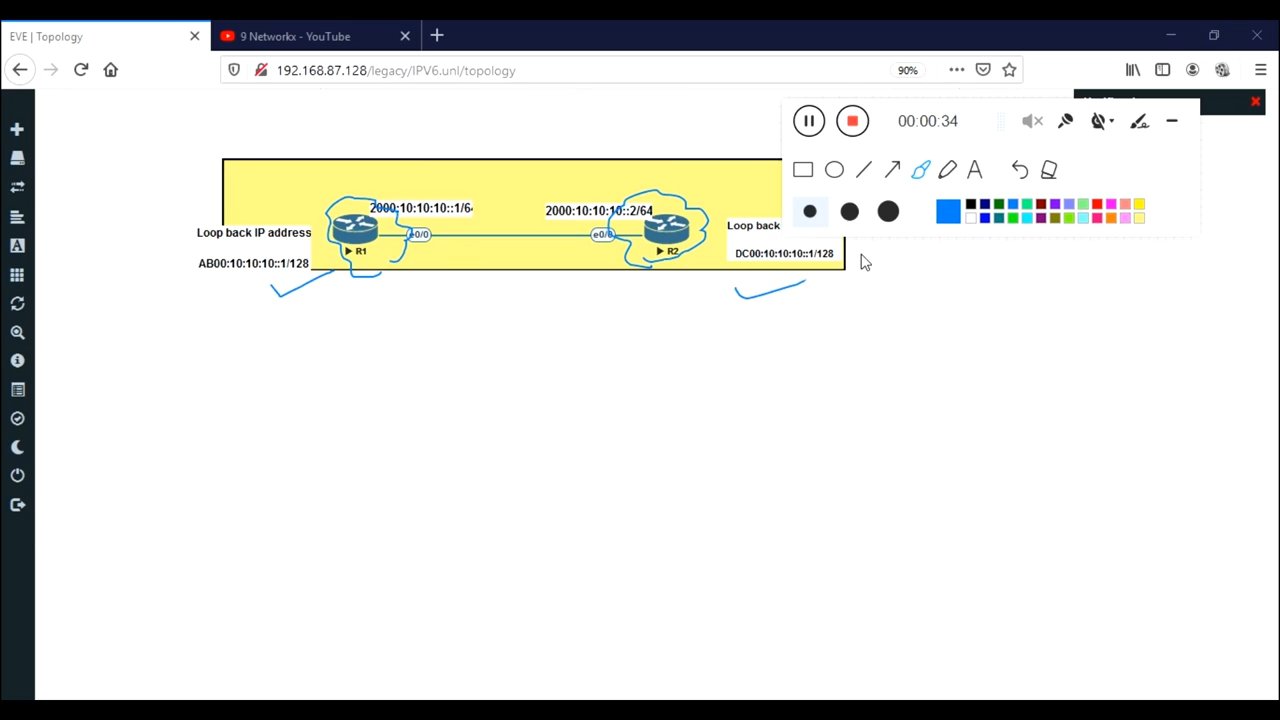 EVE | Topology
9 Networkx - YouTube
192.168.87.128/legacy/IPV6.unl/topology
90%
00:00:34
A
A
2000:10:10:10::1/64
2000:10:10:10::2/64
Loop back IP address
e0/0
e0/0
Loop back
R1
R2
AB00:10:10:10::1/128
DC00:10:10:10::1/128